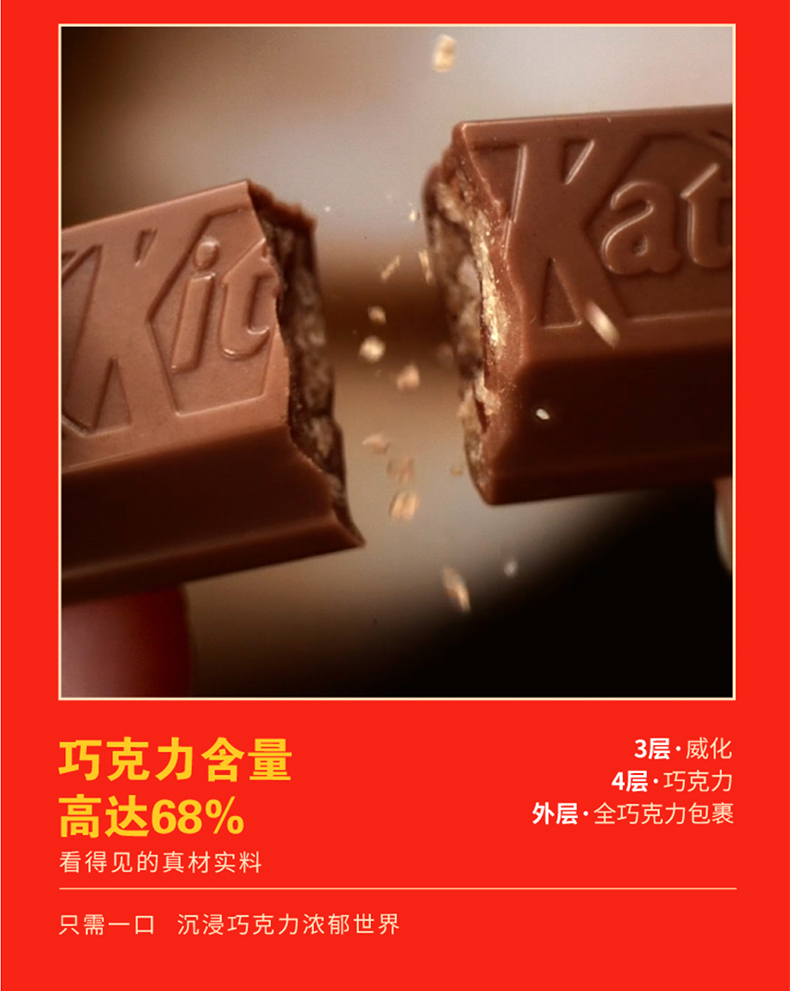 Kit
Kat
巧克力含量
高达68%
看得见的真材实料
3层·威化
4层·巧克力
外层·全巧克力包裹
只需一口 沉浸巧克力浓郁世界